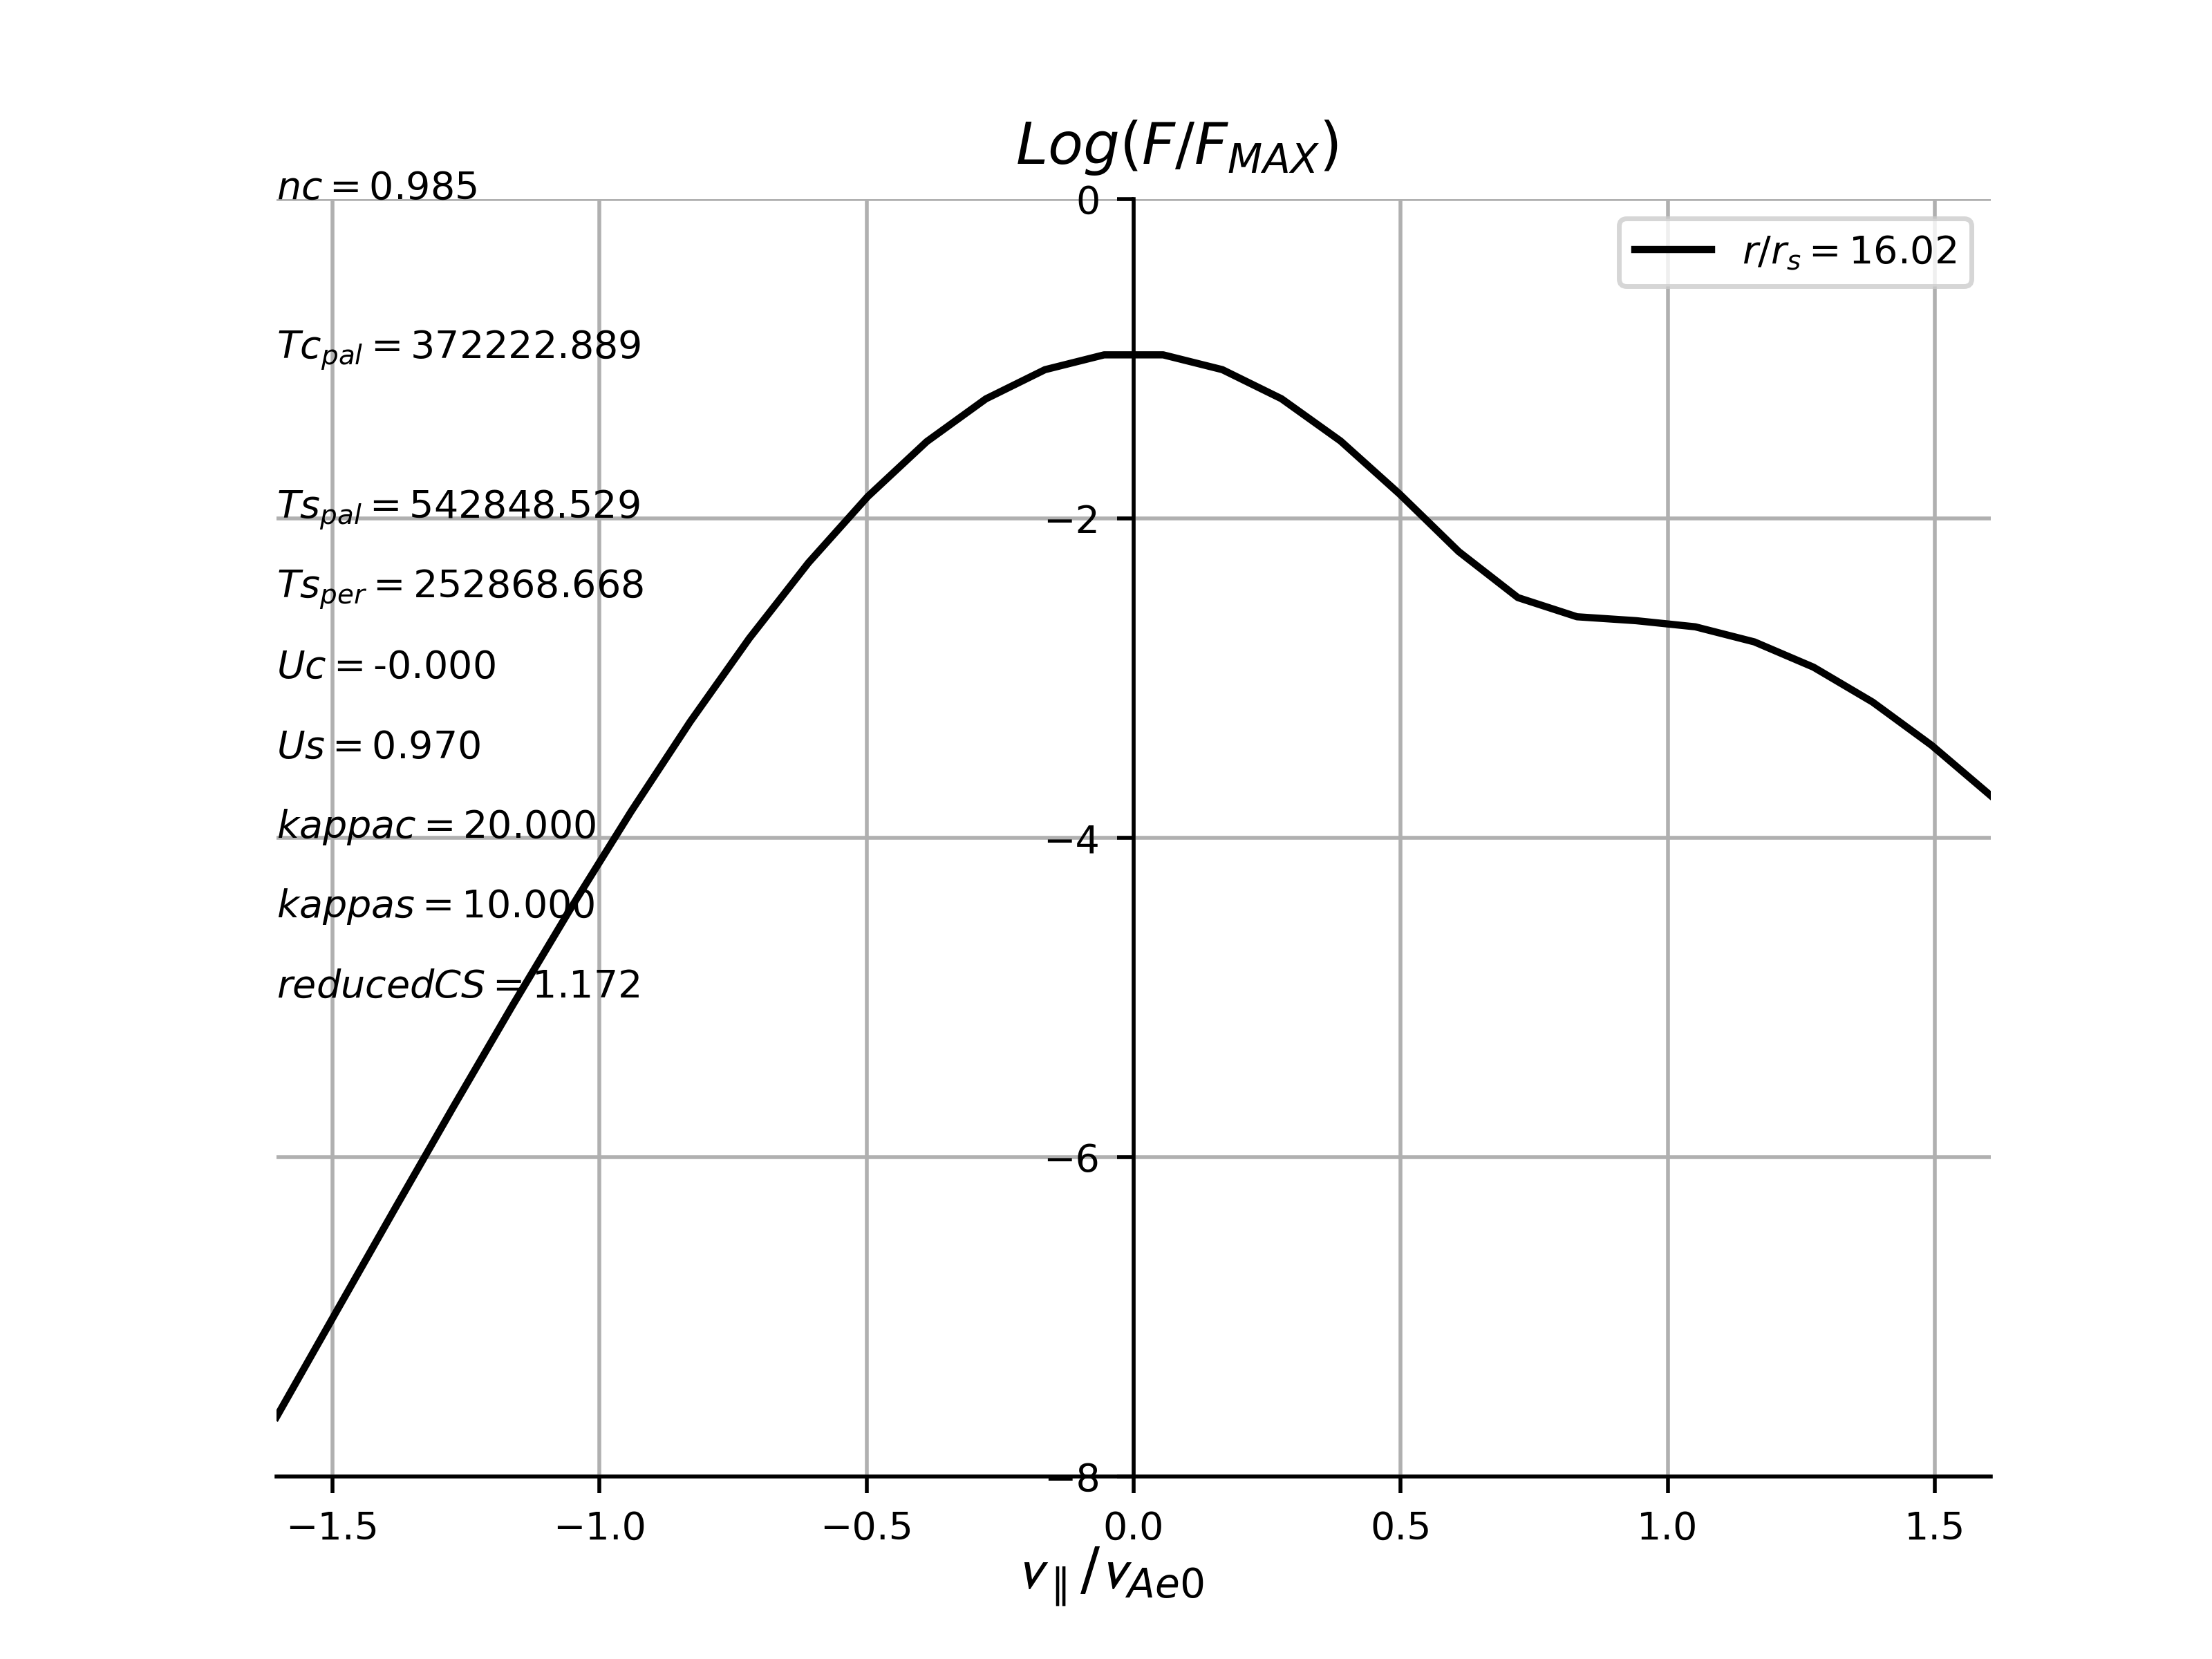 Log(F/F_MAX)
nc = 0.985
0
r/r_s = 16.02
Tc_pal = 372222.889
Ts_pal = 542848.529
−2
Ts_per = 252868.668
Uc = -0.000
Us = 0.970
kappac = 20.000
−4
kappas = 10.000
reducedCS = 1.172
−6
−8
−1.5 −1.0 −0.5 0.0 0.5 1.0 1.5
v_∥/v_Ae0